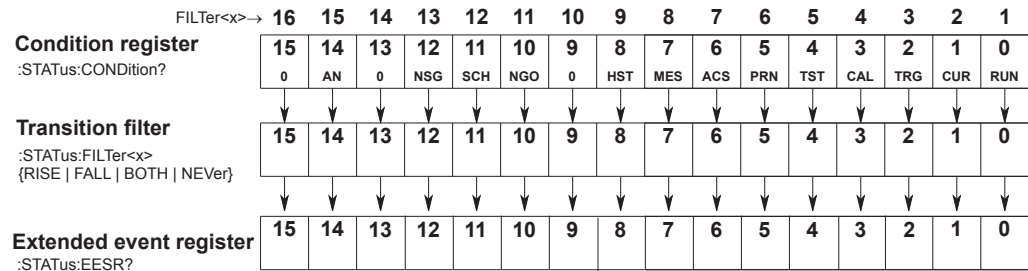 FILTer<x>→ 16 15 14 13 12 11 10 9 8 7 6 5 4 3 2 1
Condition register
:STATus:CONDition?
15 14 13 12 11 10 9 8 7 6 5 4 3 2 1 0
0 AN 0 NSG SCH NGO 0 HST MES ACS PRN TST CAL TRG CUR RUN
Transition filter
:STATus:FILTer<x>
{RISE | FALL | BOTH | NEVer}
15 14 13 12 11 10 9 8 7 6 5 4 3 2 1 0
Extended event register
:STATus:EESR?
15 14 13 12 11 10 9 8 7 6 5 4 3 2 1 0